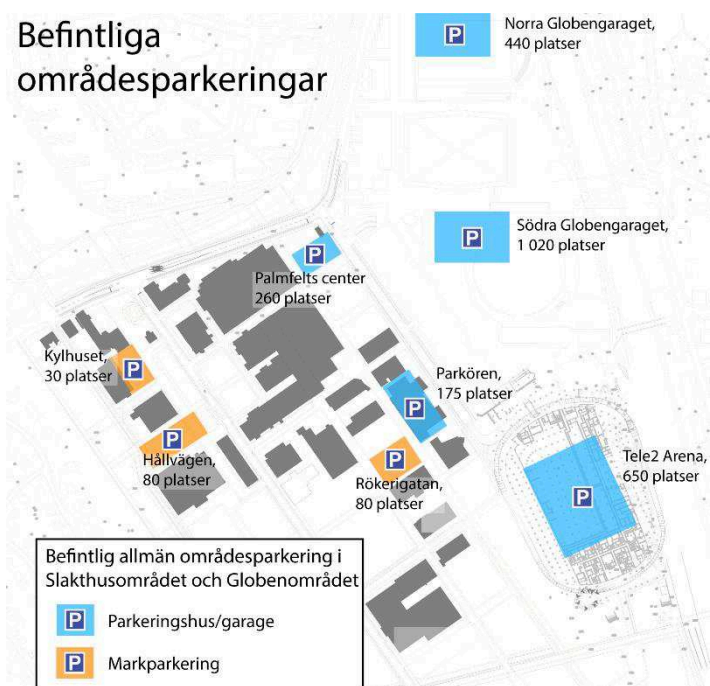 Befintliga
områdesparkeringar
P
Norra Globengaraget,
440 platser
P
Södra Globengaraget,
1 020 platser
P
Palmfelts center
260 platser
Kylhuset,
30 platser
P
Parkören,
175 platser
P
P
Hållvägen,
80 platser
P
Rökerigatan,
80 platser
Tele2 Arena,
650 platser
P
Befintlig allmän områdesparkering i
Slakthusområdet och Globenområdet
P Parkeringshus/garage
P Markparkering